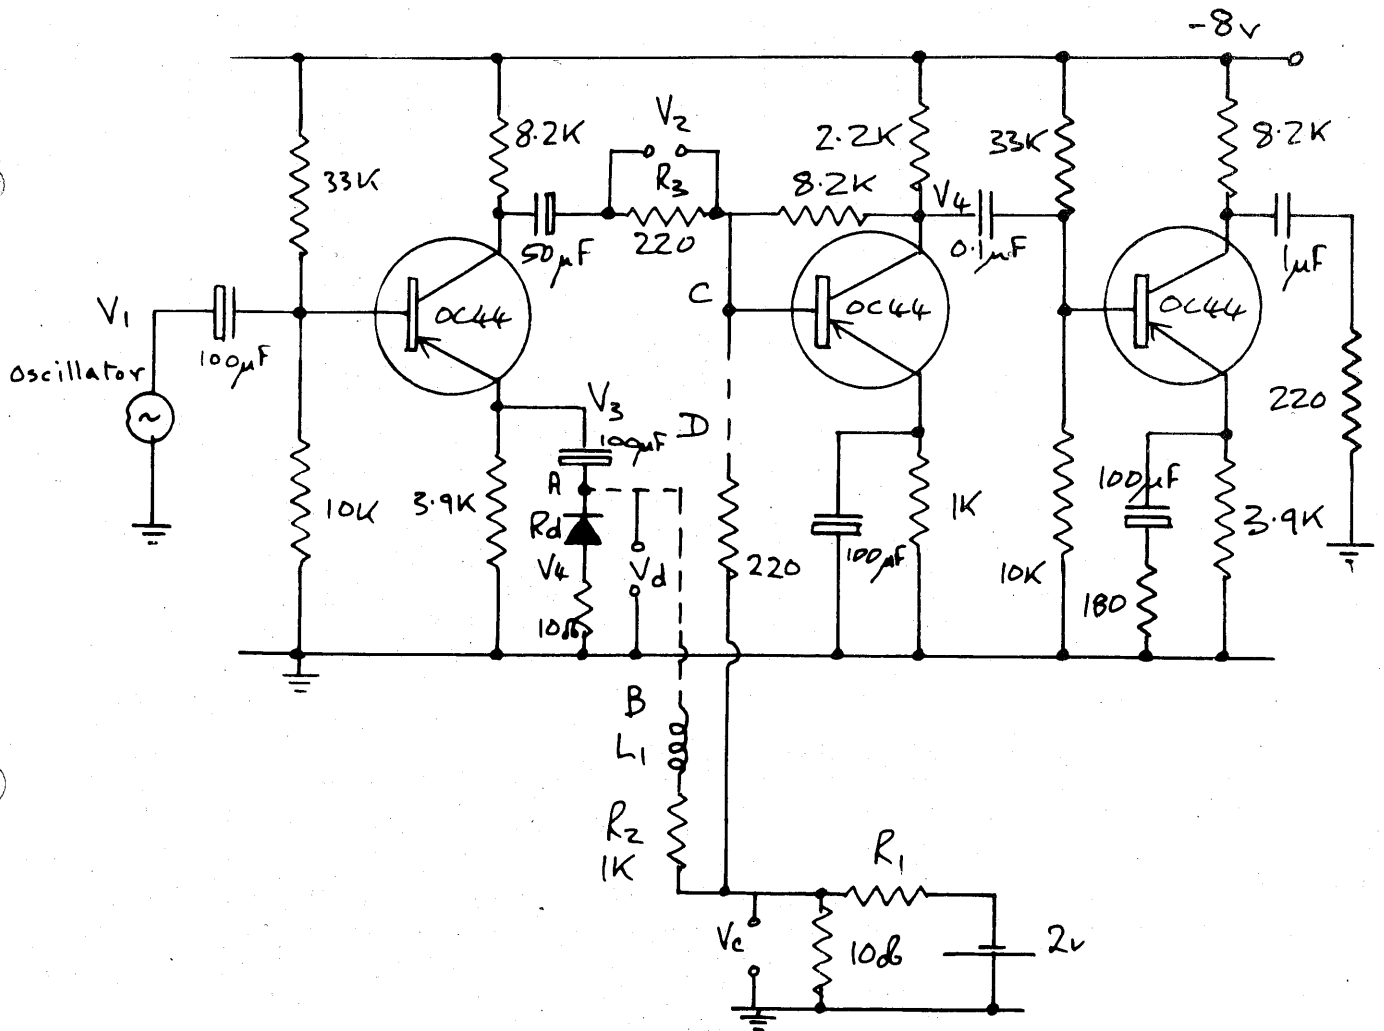 -8v
8.2K
V2
2.2K
33K
8.2K
33K
R3
8.2K
V4
220
50µF
0.1µF
1µF
V1
C
OC44
OC44
OC44
100µF
oscillator
V3
D
220
100µF
A
100µF
10K
3.9K
Rd
1K
3.9K
V4
Vd
220
100µF
10K
180
10Ω
B
L1
R2
R1
1K
Vc
2v